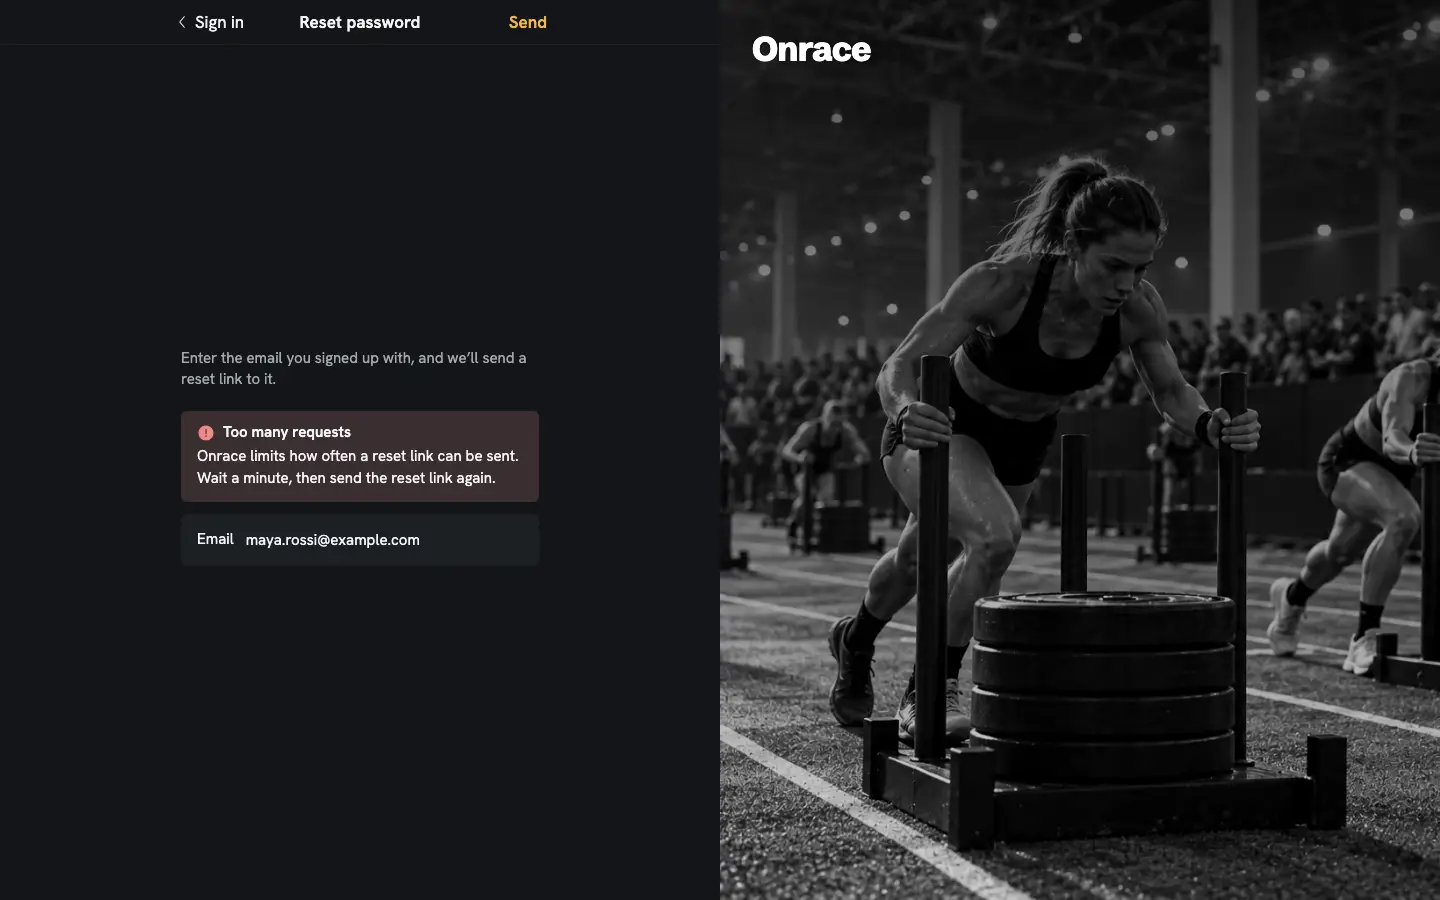 Sign in
Reset password
Send
Onrace
Enter the email you signed up with, and we’ll send a
reset link to it.
Too many requests
Onrace limits how often a reset link can be sent.
Wait a minute, then send the reset link again.
Email maya.rossi@example.com